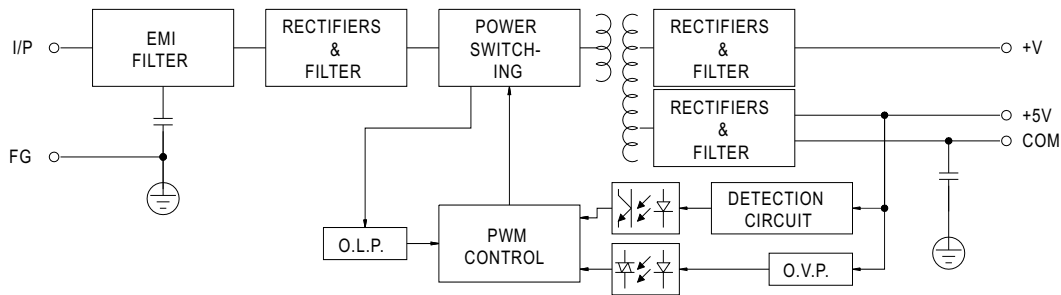 I/P
EMI
FILTER
RECTIFIERS
&
FILTER
POWER
SWITCH-
ING
RECTIFIERS
&
FILTER
+V
RECTIFIERS
&
FILTER
+5V
COM
FG
DETECTION
CIRCUIT
O.L.P.
PWM
CONTROL
O.V.P.